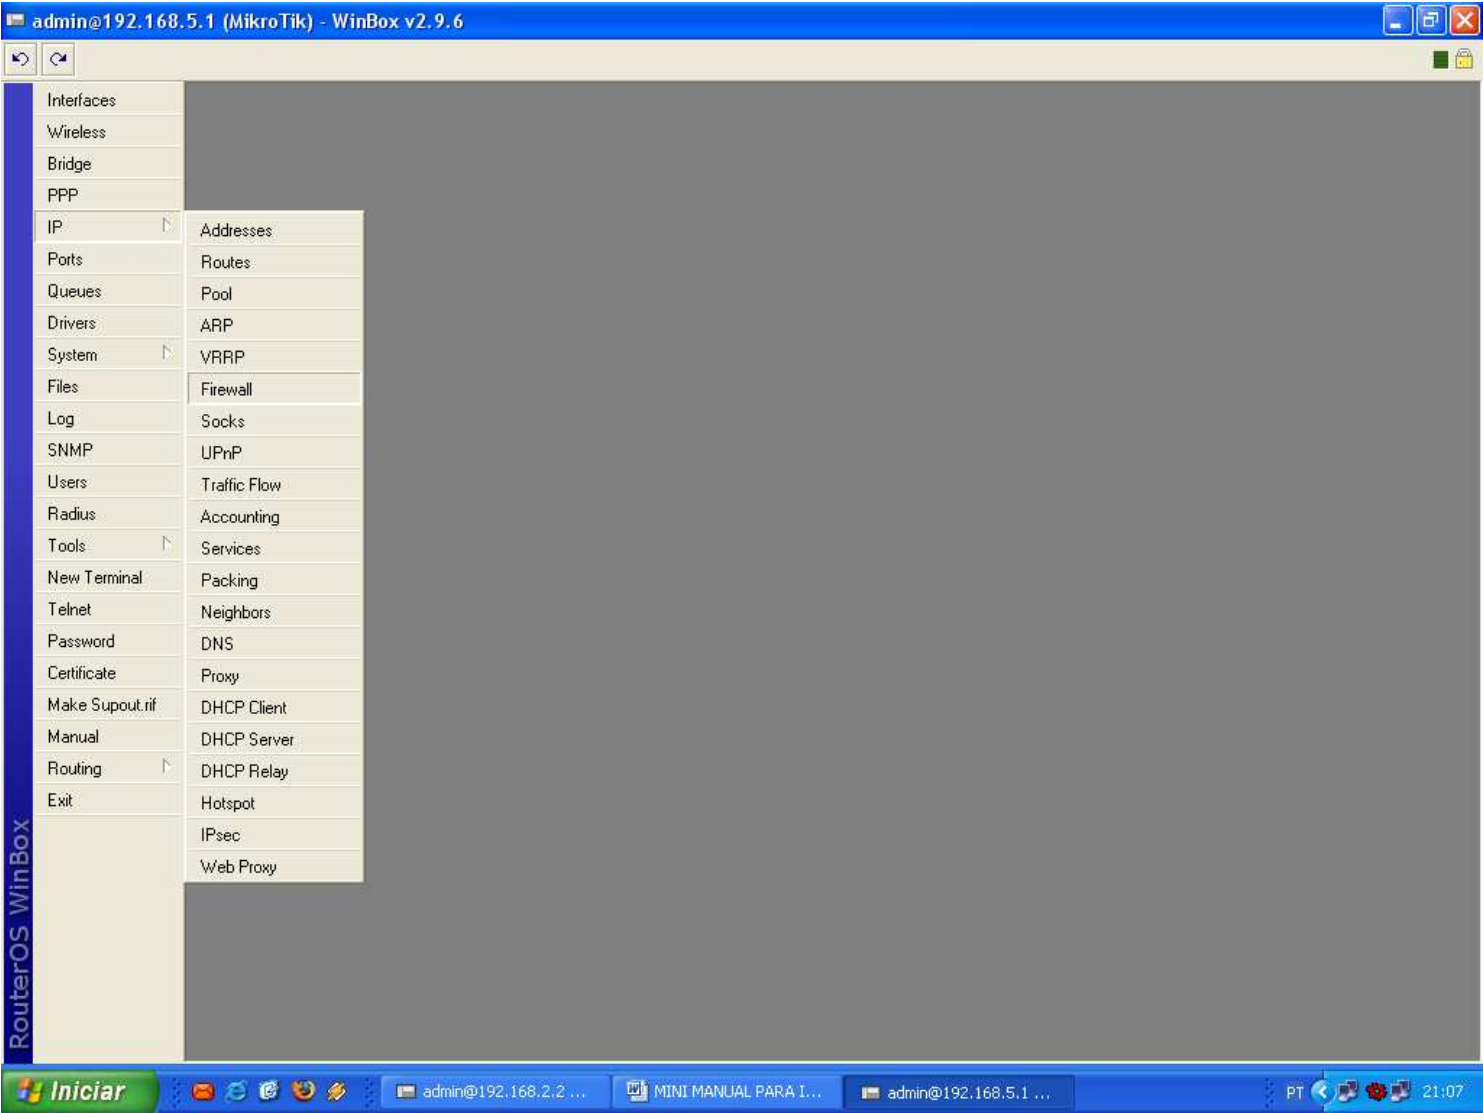 admin@192.168.5.1 (MikroTik) - WinBox v2.9.6
Interfaces
Wireless
Bridge
PPP
IP
Ports
Queues
Drivers
System
Files
Log
SNMP
Users
Radius
Tools
New Terminal
Telnet
Password
Certificate
Make Supout.rif
Manual
Routing
Exit
Addresses
Routes
Pool
ARP
VRRP
Firewall
Socks
UPnP
Traffic Flow
Accounting
Services
Packing
Neighbors
DNS
Proxy
DHCP Client
DHCP Server
DHCP Relay
Hotspot
IPsec
Web Proxy
RouterOS WinBox
Iniciar
admin@192.168.2.2 ...
MINI MANUAL PARA I...
admin@192.168.5.1 ...
PT
21:07